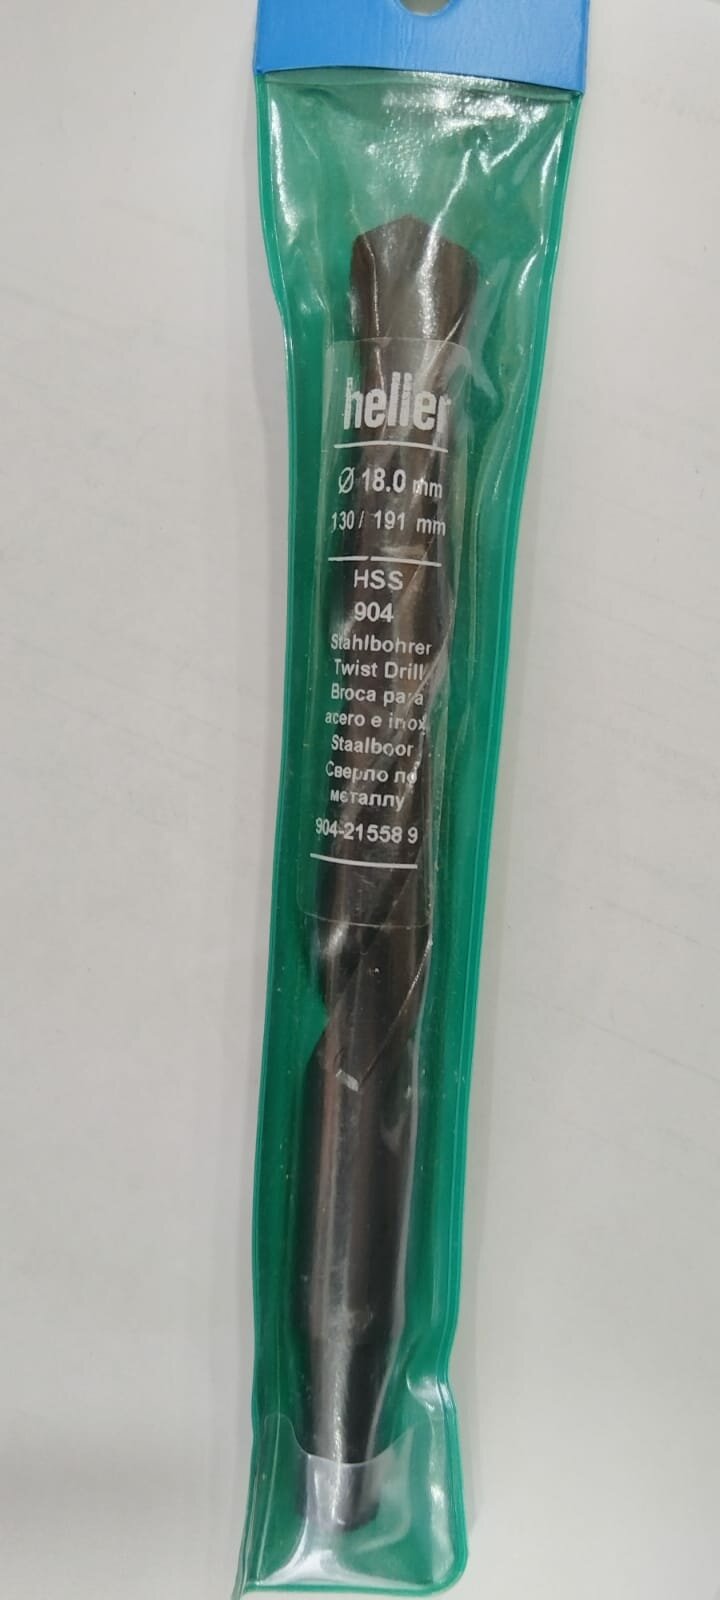 heller
Ø 18.0 mm
130 / 191 mm
HSS
904
Stahlbohrer
Twist Drill
Broca para
acero e inox
Staalboor
Сверло по
металлу
904-21558 9